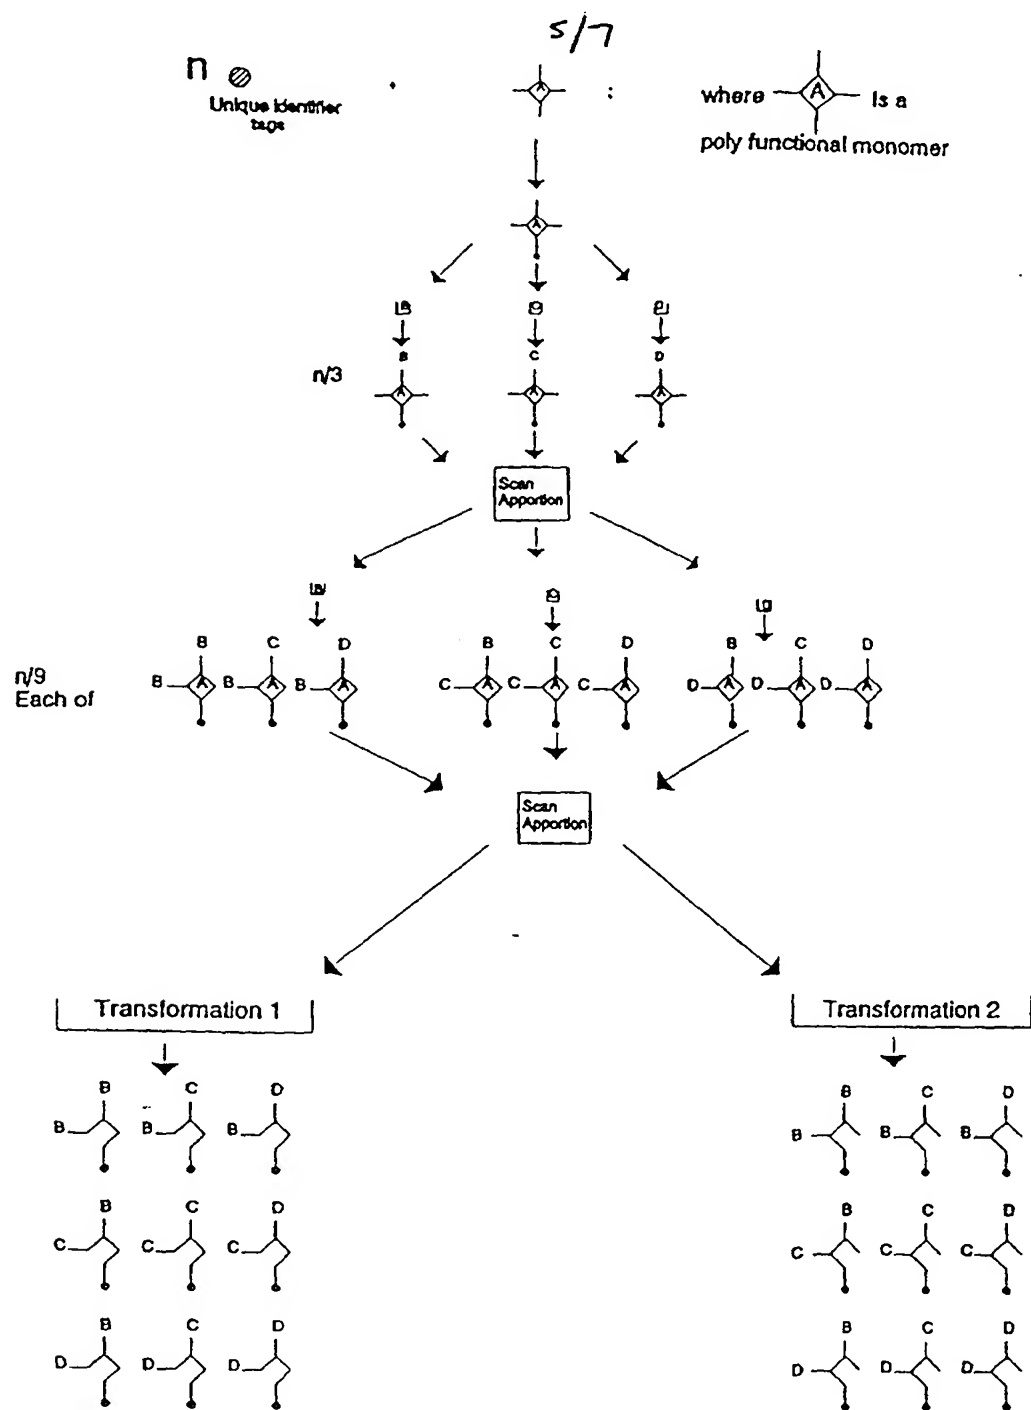 5/7
n
Unique identifier
tags
A
where A is a
poly functional monomer
A
B C D
n/3
A A A
Scan
Apportion
B C D B C D B C D
n/9
Each of
B A B A B A C A C A C A D A D A D A
Scan
Apportion
Transformation 1 Transformation 2
B C D B C D
B B B B B B
B C D B C D
C C C C C C
B C D B C D
D D D D D D